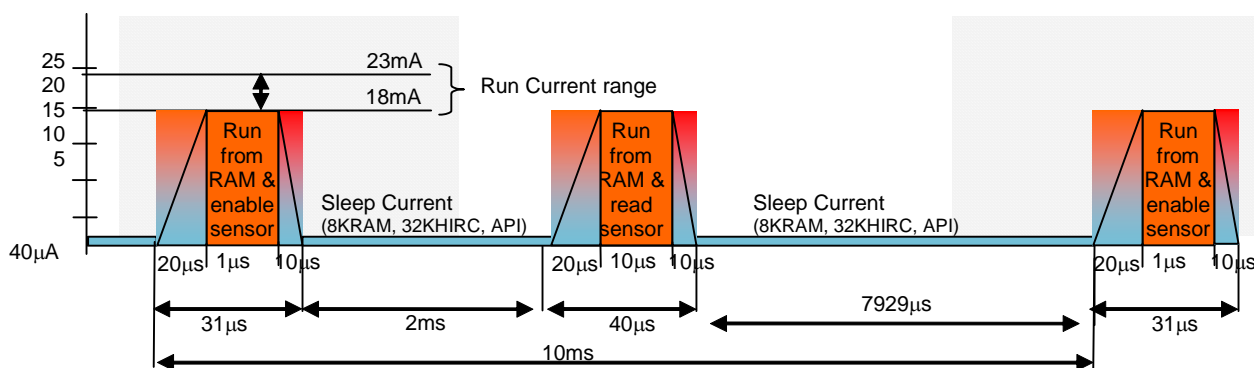 25
20
15
10
5
40µA
23mA
18mA
Run Current range
Run
from
RAM &
enable
sensor
Sleep Current
(8KRAM, 32KHIRC, API)
Run
from
RAM &
read
sensor
Sleep Current
(8KRAM, 32KHIRC, API)
Run
from
RAM &
enable
sensor
20µs
1µs
10µs
20µs
10µs
10µs
20µs
1µs
10µs
31µs
2ms
40µs
7929µs
31µs
10ms